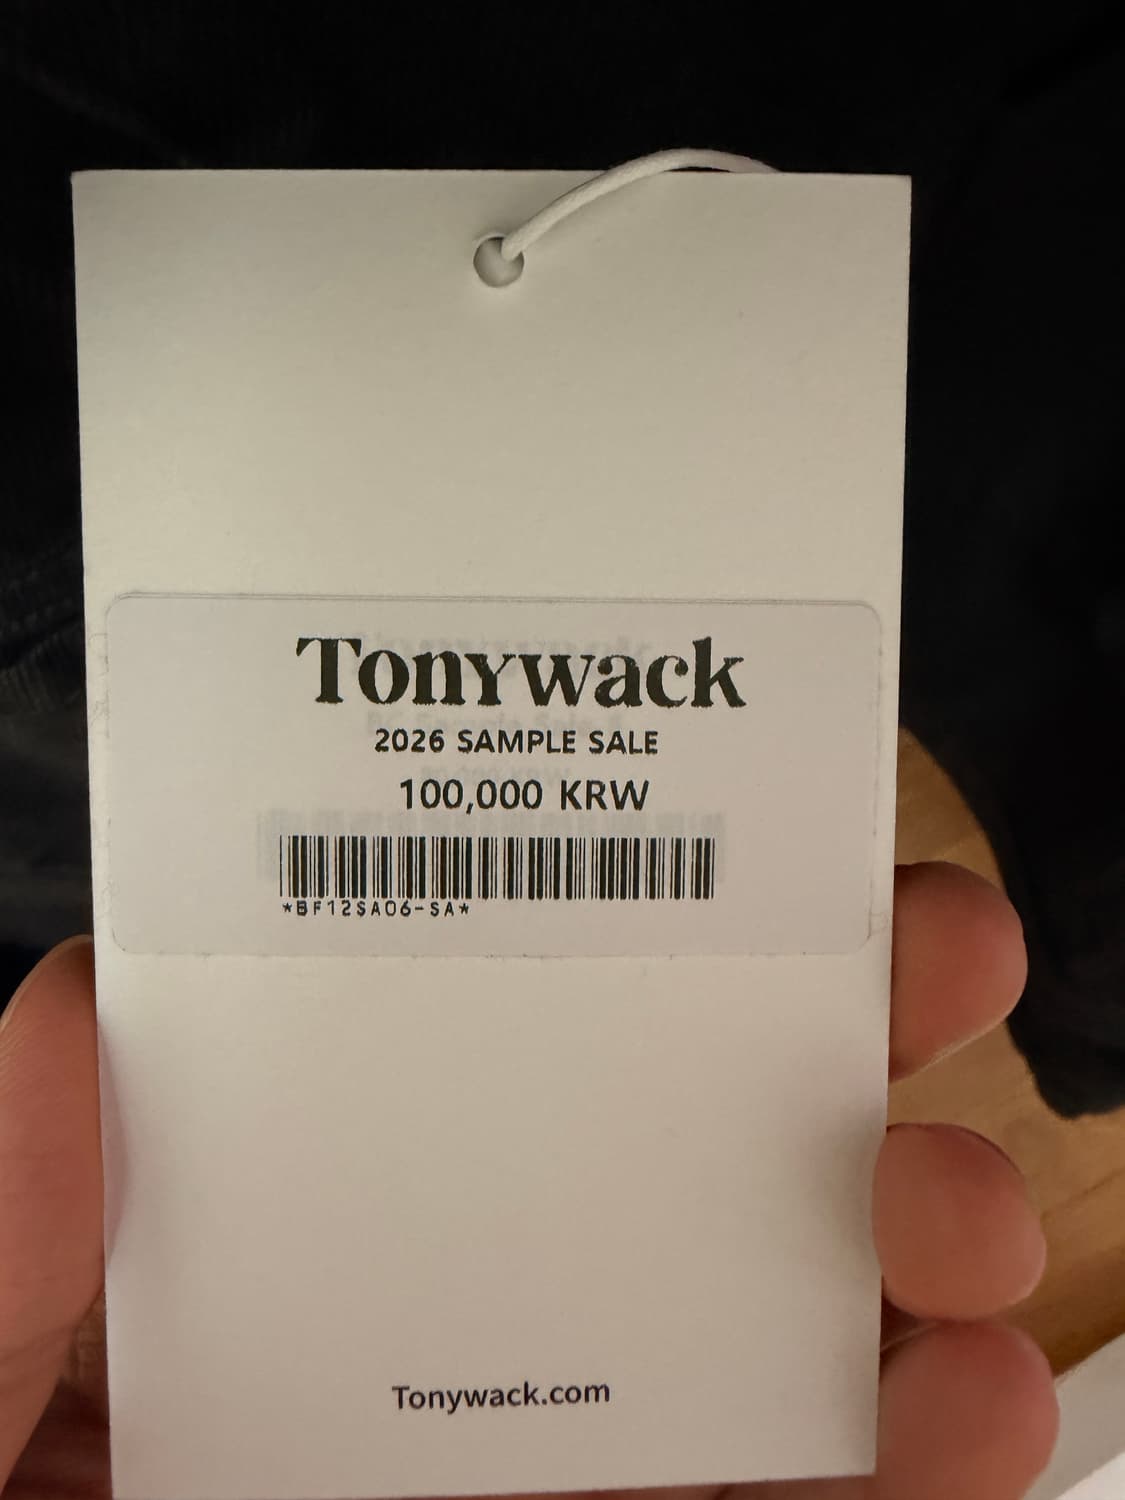 Tonywack
2026 SAMPLE SALE
100,000 KRW
*BF12SA06-SA*
Tonywack.com